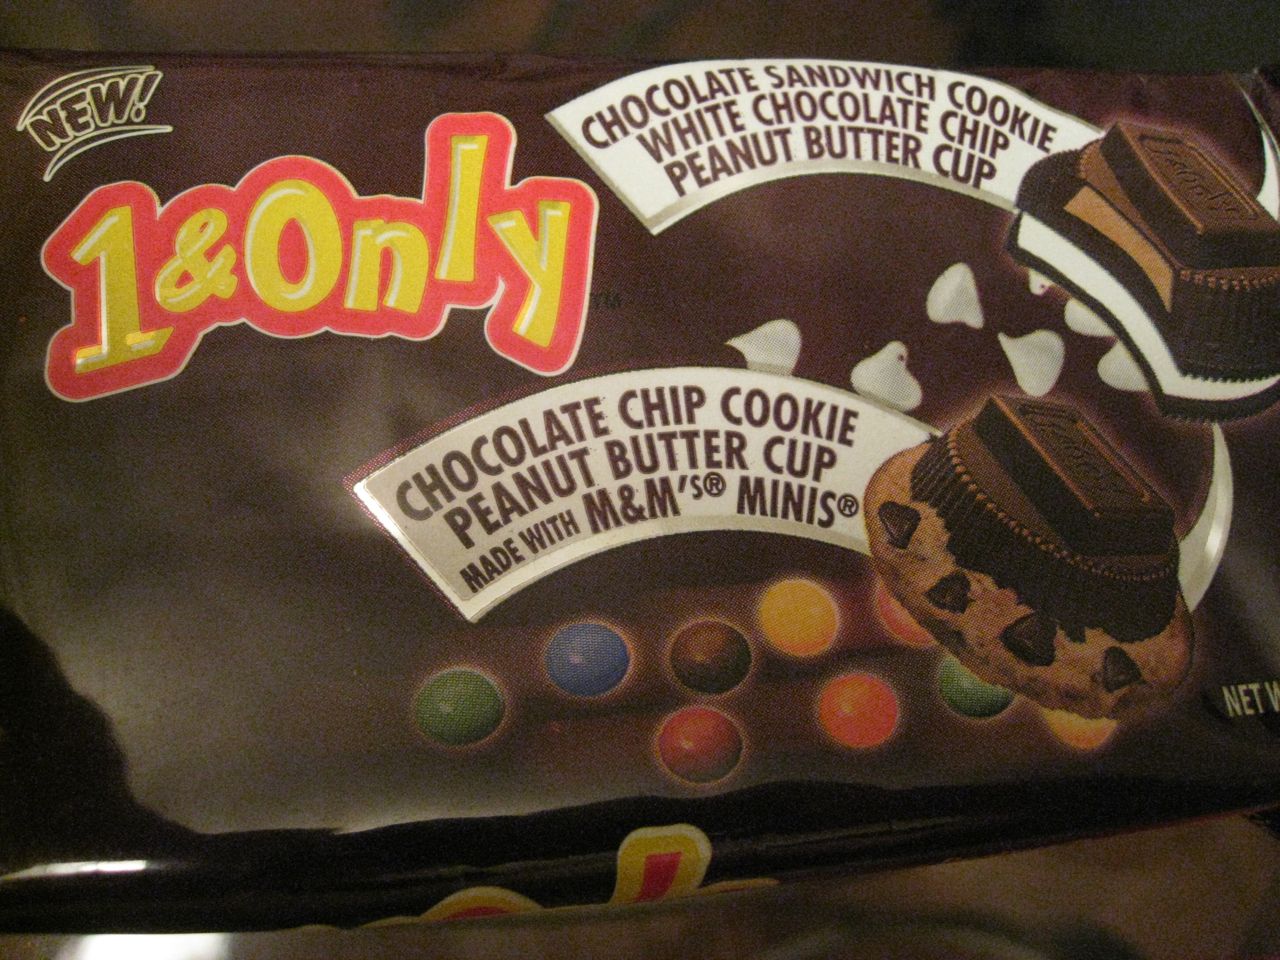 NEW!
1&Only
CHOCOLATE SANDWICH COOKIE
WHITE CHOCOLATE CHIP
PEANUT BUTTER CUP
CHOCOLATE CHIP COOKIE
PEANUT BUTTER CUP
MADE WITH M&M'S® MINIS®
NET